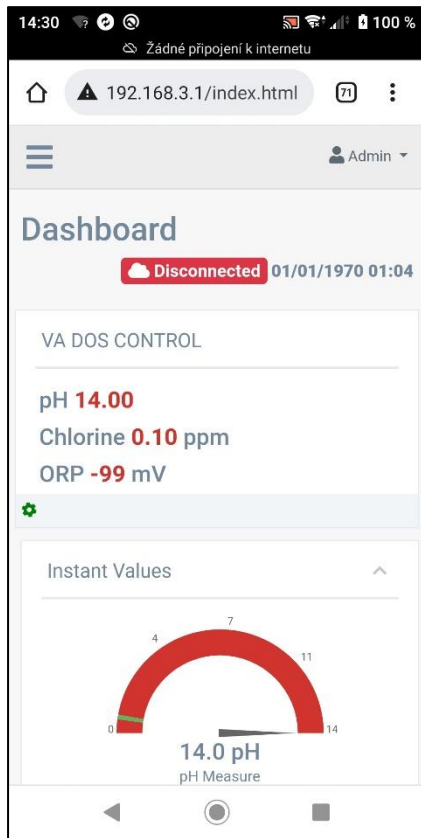 14:30 100 %
Žádné připojení k internetu
192.168.3.1/index.html 71
Admin
Dashboard
Disconnected 01/01/1970 01:04
VA DOS CONTROL
pH 14.00
Chlorine 0.10 ppm
ORP -99 mV
Instant Values
7
4
11
0 14
14.0 pH
pH Measure